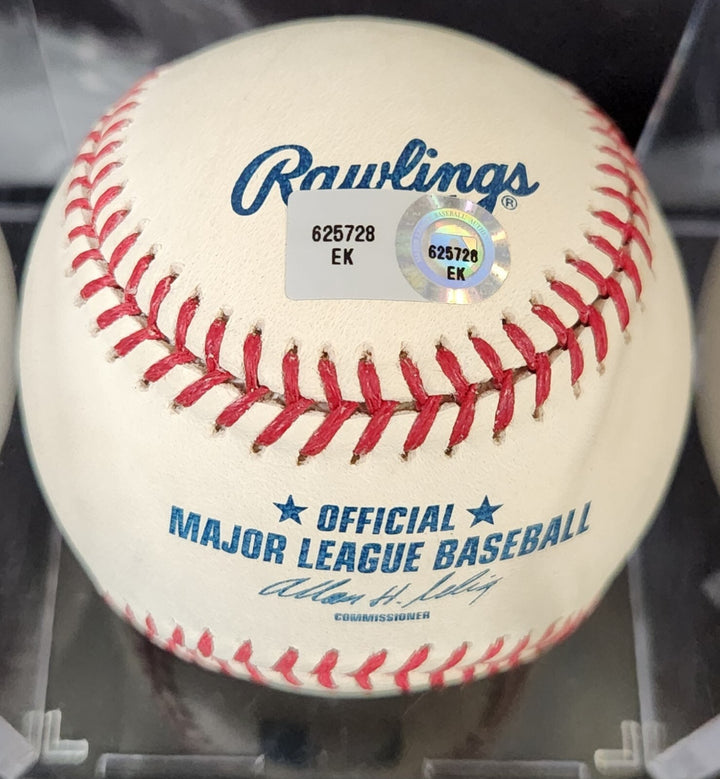 Rawlings®
625728
EK
625728
EK
★ OFFICIAL ★
MAJOR LEAGUE BASEBALL
Allan H. Selig
COMMISSIONER